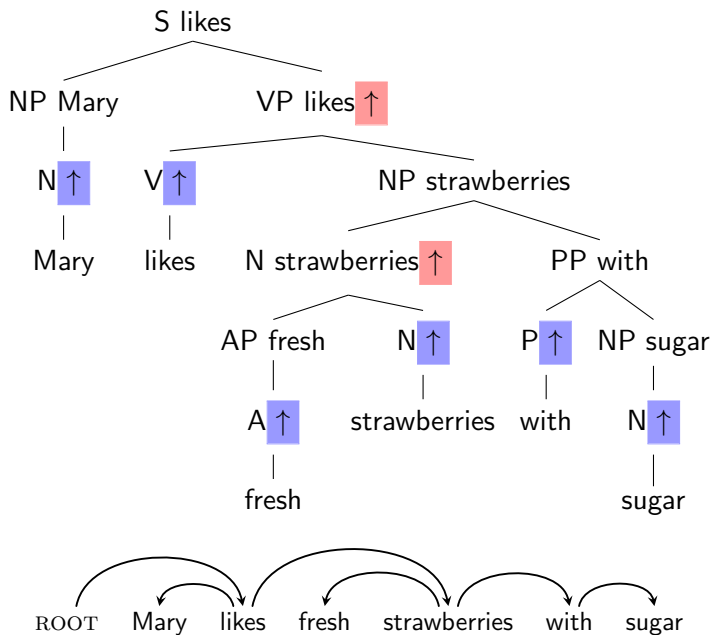 S likes
NP Mary VP likes ↑
N ↑ V ↑ NP strawberries
Mary likes N strawberries ↑ PP with
AP fresh N ↑ P ↑ NP sugar
A ↑ strawberries with N ↑
fresh sugar
ROOT Mary likes fresh strawberries with sugar